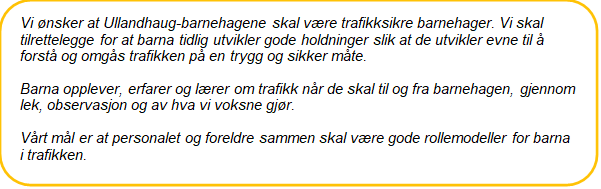 Vi ønsker at Ullandhaug-barnehagene skal være trafikksikre barnehager. Vi skal
tilrettelegge for at barna tidlig utvikler gode holdninger slik at de utvikler evne til å
forstå og omgås trafikken på en trygg og sikker måte.
Barna opplever, erfarer og lærer om trafikk når de skal til og fra barnehagen, gjennom
lek, observasjon og av hva vi voksne gjør.
Vårt mål er at personalet og foreldre sammen skal være gode rollemodeller for barna
i trafikken.